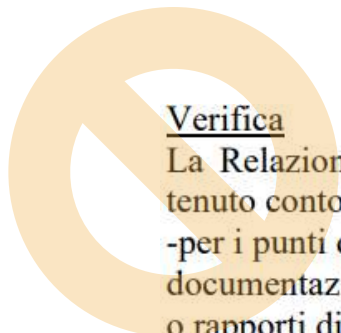 Verifica
La Relazion
tenuto conto
-per i punti
documentaz
o rapporti di